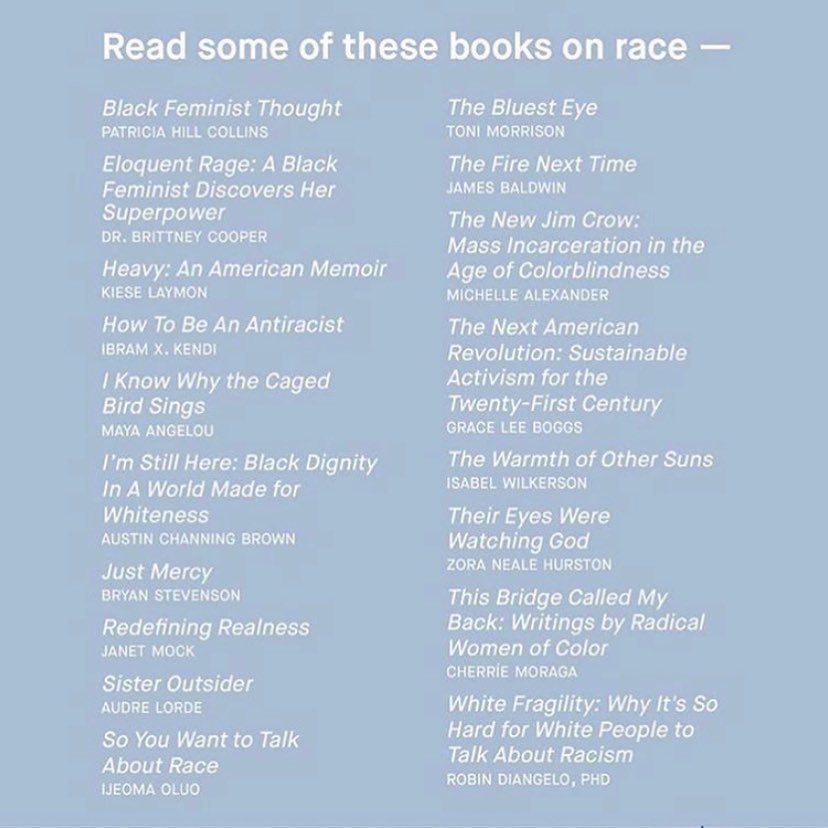 Read some of these books on race —
Black Feminist Thought
PATRICIA HILL COLLINS
Eloquent Rage: A Black
Feminist Discovers Her
Superpower
DR. BRITTNEY COOPER
Heavy: An American Memoir
KIESE LAYMON
How To Be An Antiracist
IBRAM X. KENDI
I Know Why the Caged
Bird Sings
MAYA ANGELOU
I'm Still Here: Black Dignity
In A World Made for
Whiteness
AUSTIN CHANNING BROWN
Just Mercy
BRYAN STEVENSON
Redefining Realness
JANET MOCK
Sister Outsider
AUDRE LORDE
So You Want to Talk
About Race
IJEOMA OLUO
The Bluest Eye
TONI MORRISON
The Fire Next Time
JAMES BALDWIN
The New Jim Crow:
Mass Incarceration in the
Age of Colorblindness
MICHELLE ALEXANDER
The Next American
Revolution: Sustainable
Activism for the
Twenty-First Century
GRACE LEE BOGGS
The Warmth of Other Suns
ISABEL WILKERSON
Their Eyes Were
Watching God
ZORA NEALE HURSTON
This Bridge Called My
Back: Writings by Radical
Women of Color
CHERRÍE MORAGA
White Fragility: Why It's So
Hard for White People to
Talk About Racism
ROBIN DIANGELO, PHD